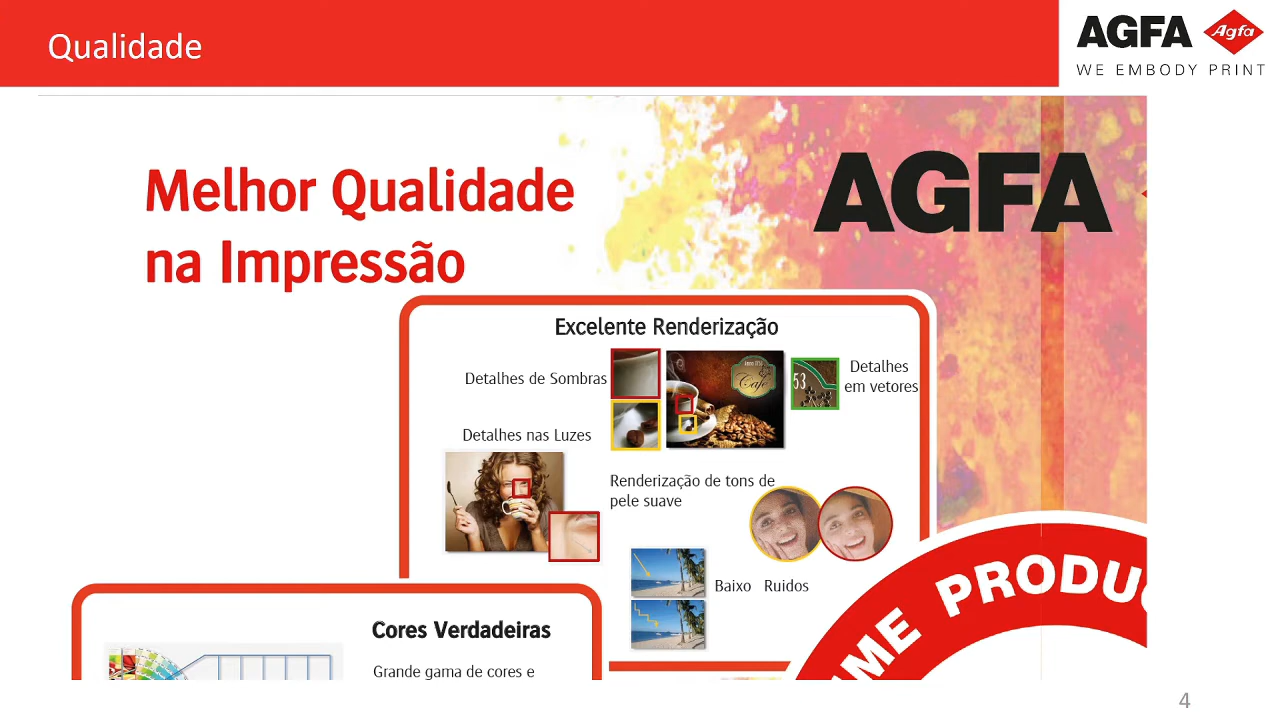 Qualidade
AGFA
Agfa
WE EMBODY PRINT
Melhor Qualidade
na Impressão
AGFA
Excelente Renderização
Detalhes de Sombras
Café
53
Detalhes
em vetores
Detalhes nas Luzes
Renderização de tons de
pele suave
Baixo Ruidos
ME PRODU
Cores Verdadeiras
Grande gama de cores e
4